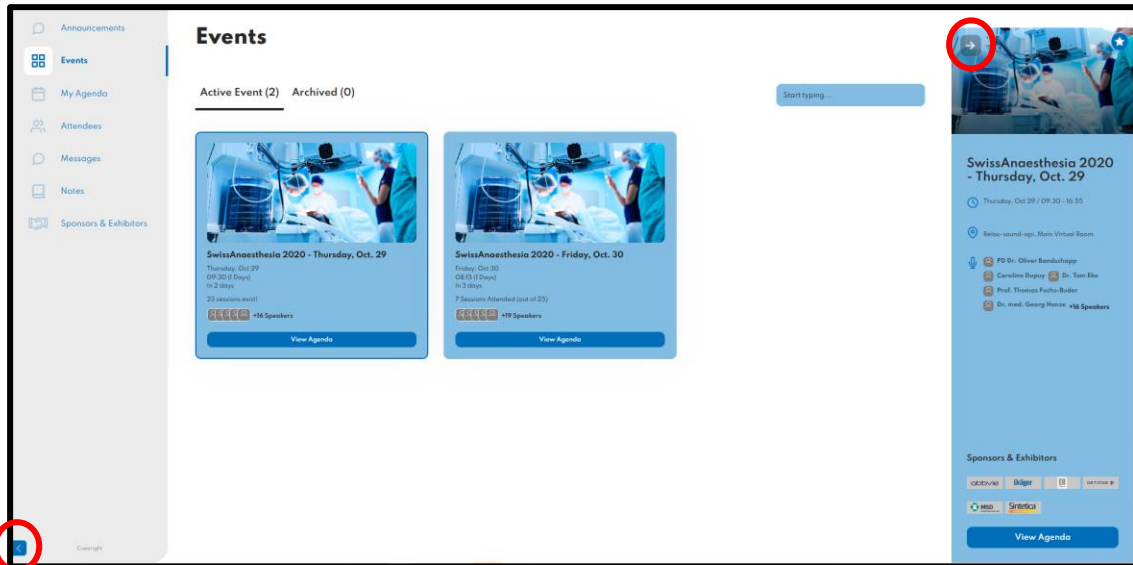 Announcements
Events
My Agenda
Attendees
Messages
Notes
Sponsors & Exhibitors
Copyright
Events
Active Event (2) Archived (0)
Start typing...
SwissAnaesthesia 2020 - Thursday, Oct. 29
Thursday, Oct 29
09:30 (1 Days)
In 2 days
23 sessions exist!
+16 Speakers
View Agenda
SwissAnaesthesia 2020 - Friday, Oct. 30
Friday, Oct 30
08:15 (1 Days)
In 3 days
7 Sessions Attended (out of 25)
+19 Speakers
View Agenda
SwissAnaesthesia 2020
- Thursday, Oct. 29
Thursday, Oct 29 / 09:30 - 16:55
Relax-sound-api, Main Virtual Room
PD Dr. Oliver Bandschapp
Caroline Dupuy Dr. Tom Eke
Prof. Thomas Fuchs-Buder
Dr. med. Georg Henze +16 Speakers
Sponsors & Exhibitors
abbvie Dräger
MSD Sintetica
View Agenda